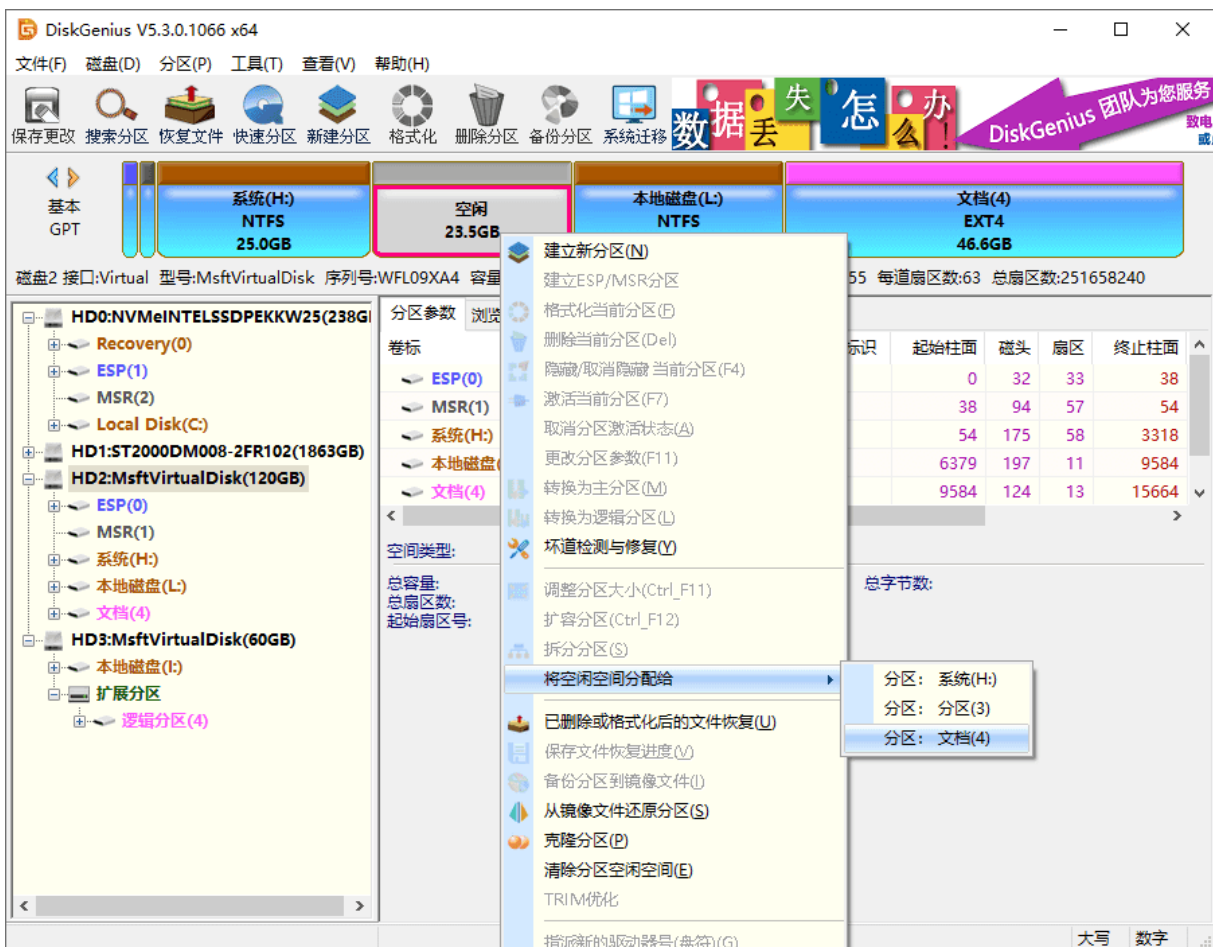 DiskGenius V5.3.0.1066 x64
文件(F) 磁盘(D) 分区(P) 工具(T) 查看(V) 帮助(H)
保存更改 搜索分区 恢复文件 快速分区 新建分区 格式化 删除分区 备份分区 系统迁移
数据丢失怎么办!
DiskGenius 团队为您服务
致电
或
基本
GPT
系统(H:)
NTFS
25.0GB
空闲
23.5GB
本地磁盘(L:)
NTFS
文档(4)
EXT4
46.6GB
磁盘2 接口:Virtual 型号:MsftVirtualDisk 序列号:WFL09XA4 容量 55 每道扇区数:63 总扇区数:251658240
HD0:NVMeINTELSSDPEKKW25(238G
Recovery(0)
ESP(1)
MSR(2)
Local Disk(C:)
HD1:ST2000DM008-2FR102(1863GB)
HD2:MsftVirtualDisk(120GB)
ESP(0)
MSR(1)
系统(H:)
本地磁盘(L:)
文档(4)
HD3:MsftVirtualDisk(60GB)
本地磁盘(I:)
扩展分区
逻辑分区(4)
分区参数 浏览
卷标 标识 起始柱面 磁头 扇区 终止柱面
ESP(0) 0 32 33 38
MSR(1) 38 94 57 54
系统(H:) 54 175 58 3318
本地磁盘( 6379 197 11 9584
文档(4) 9584 124 13 15664
空间类型:
总容量: 总字节数:
总扇区数:
起始扇区号:
建立新分区(N)
建立ESP/MSR分区
格式化当前分区(F)
删除当前分区(Del)
隐藏/取消隐藏 当前分区(F4)
激活当前分区(F7)
取消分区激活状态(A)
更改分区参数(F11)
转换为主分区(M)
转换为逻辑分区(L)
坏道检测与修复(Y)
调整分区大小(Ctrl_F11)
扩容分区(Ctrl_F12)
拆分分区(S)
将空闲空间分配给
已删除或格式化后的文件恢复(U)
保存文件恢复进度(V)
备份分区到镜像文件(I)
从镜像文件还原分区(S)
克隆分区(P)
清除分区空闲空间(E)
TRIM优化
指派新的驱动器号(盘符)(G)
分区: 系统(H:)
分区: 分区(3)
分区: 文档(4)
大写 数字